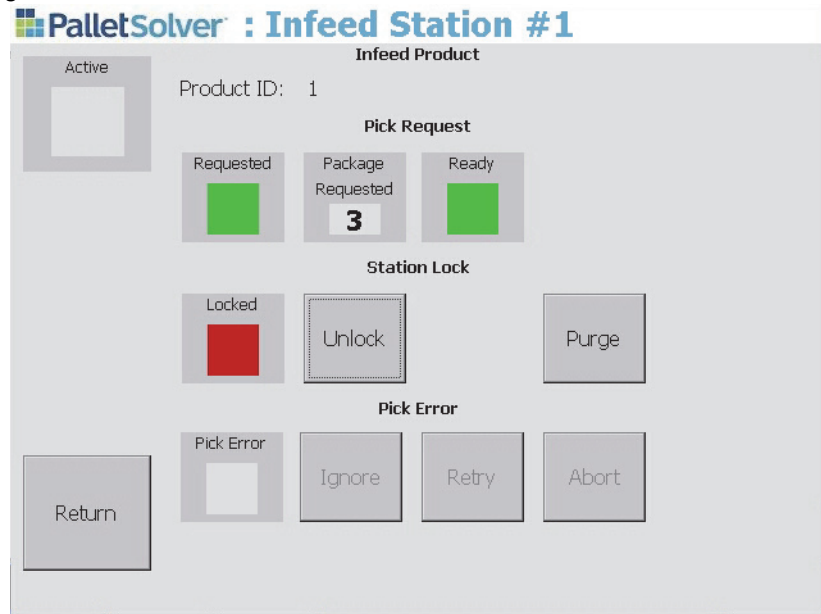 PalletSolver : Infeed Station #1
Infeed Product
Active
Product ID: 1
Pick Request
Requested
Package
Requested
3
Ready
Station Lock
Locked
Unlock
Purge
Pick Error
Pick Error
Ignore
Retry
Abort
Return